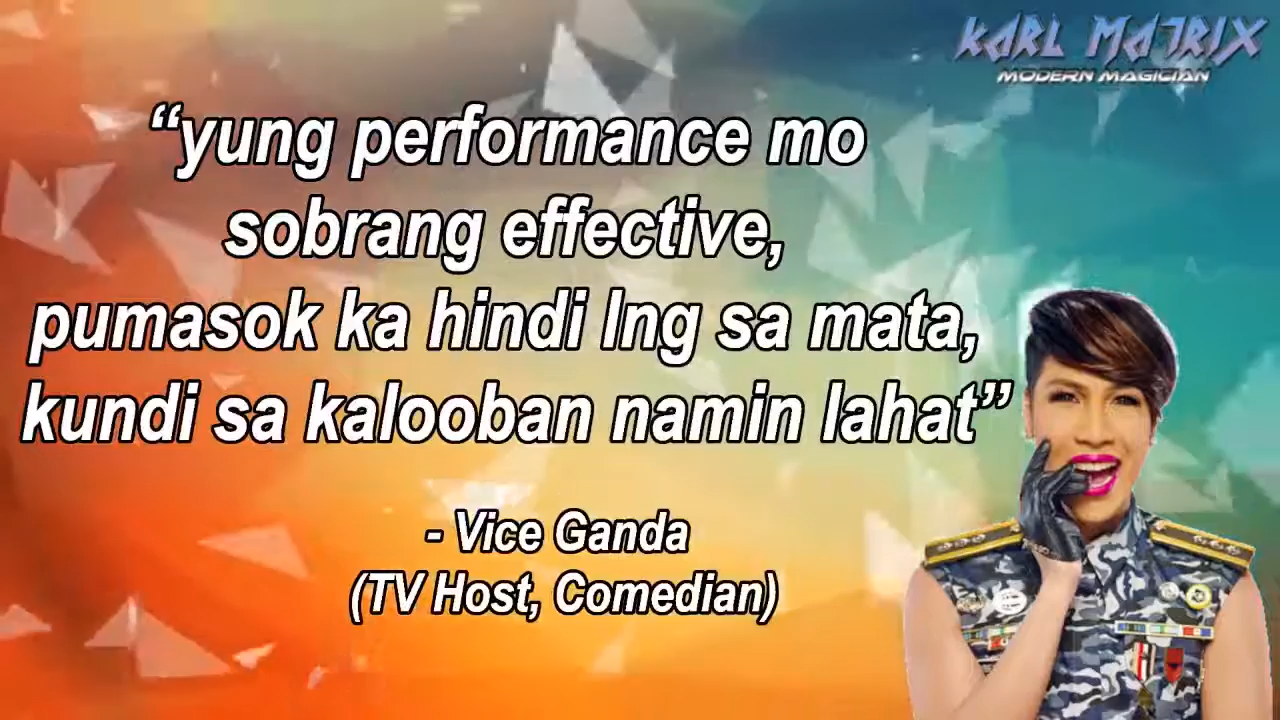 KARL MATRIX
MODERN MAGICIAN
“yung performance mo
sobrang effective,
pumasok ka hindi lng sa mata,
kundi sa kalooban namin lahat”
- Vice Ganda
(TV Host, Comedian)